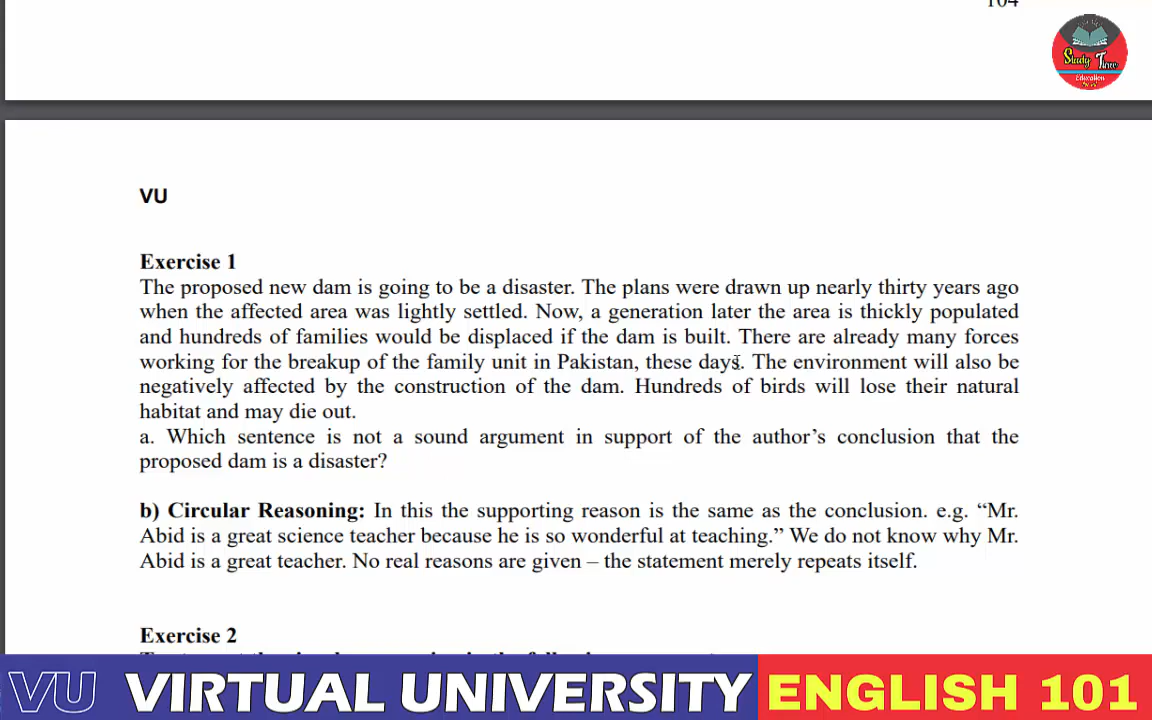 104
Study Time
Education
VU
Exercise 1
The proposed new dam is going to be a disaster. The plans were drawn up nearly thirty years ago
when the affected area was lightly settled. Now, a generation later the area is thickly populated
and hundreds of families would be displaced if the dam is built. There are already many forces
working for the breakup of the family unit in Pakistan, these days. The environment will also be
negatively affected by the construction of the dam. Hundreds of birds will lose their natural
habitat and may die out.
a. Which sentence is not a sound argument in support of the author’s conclusion that the
proposed dam is a disaster?
b) Circular Reasoning: In this the supporting reason is the same as the conclusion. e.g. “Mr.
Abid is a great science teacher because he is so wonderful at teaching.” We do not know why Mr.
Abid is a great teacher. No real reasons are given – the statement merely repeats itself.
Exercise 2
VU VIRTUAL UNIVERSITY ENGLISH 101